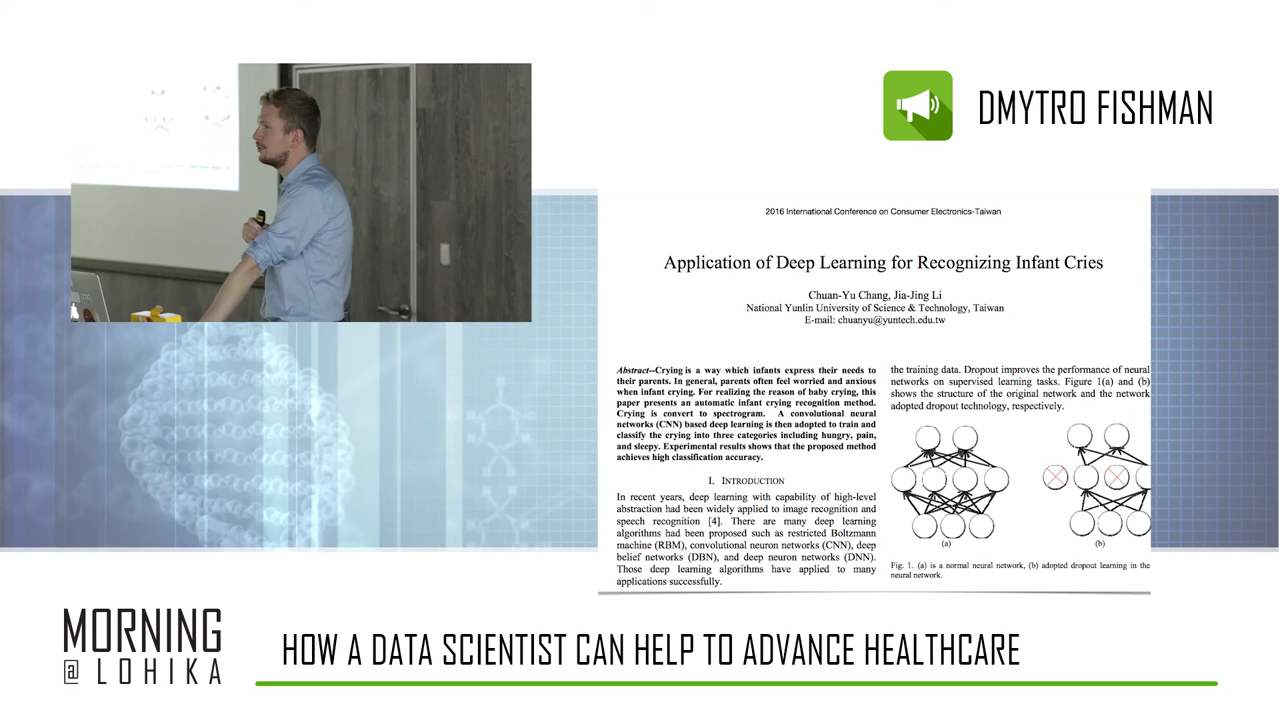 DMYTRO FISHMAN
2016 International Conference on Consumer Electronics-Taiwan
Application of Deep Learning for Recognizing Infant Cries
Chuan-Yu Chang, Jia-Jing Li
National Yunlin University of Science & Technology, Taiwan
E-mail: chuanyu@yuntech.edu.tw
Abstract--Crying is a way which infants express their needs to
their parents. In general, parents often feel worried and anxious
when infant crying. For realizing the reason of baby crying, this
paper presents an automatic infant crying recognition method.
Crying is convert to spectrogram. A convolutional neural
networks (CNN) based deep learning is then adopted to train and
classify the crying into three categories including hungry, pain,
and sleepy. Experimental results shows that the proposed method
achieves high classification accuracy.
I. INTRODUCTION
In recent years, deep learning with capability of high-level
abstraction had been widely applied to image recognition and
speech recognition [4]. There are many deep learning
algorithms had been proposed such as restricted Boltzmann
machine (RBM), convolutional neuron networks (CNN), deep
belief networks (DBN), and deep neuron networks (DNN).
Those deep learning algorithms have applied to many
applications successfully.
the training data. Dropout improves the performance of neural
networks on supervised learning tasks. Figure 1(a) and (b)
shows the structure of the original network and the network
adopted dropout technology, respectively.
(a)
(b)
Fig. 1. (a) is a normal neural network, (b) adopted dropout learning in the
neural network.
MORNING
@LOHIKA
HOW A DATA SCIENTIST CAN HELP TO ADVANCE HEALTHCARE